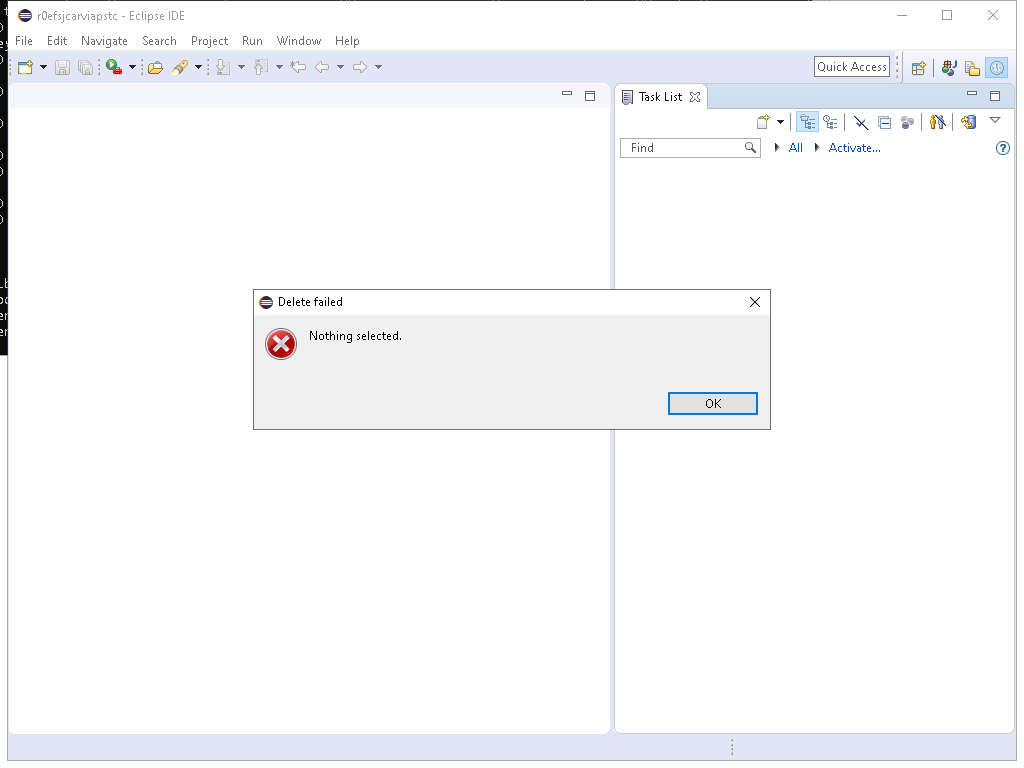 r0efsjcarviapstc - Eclipse IDE
File Edit Navigate Search Project Run Window Help
Quick Access
Task List
Find All Activate...
Delete failed
Nothing selected.
OK